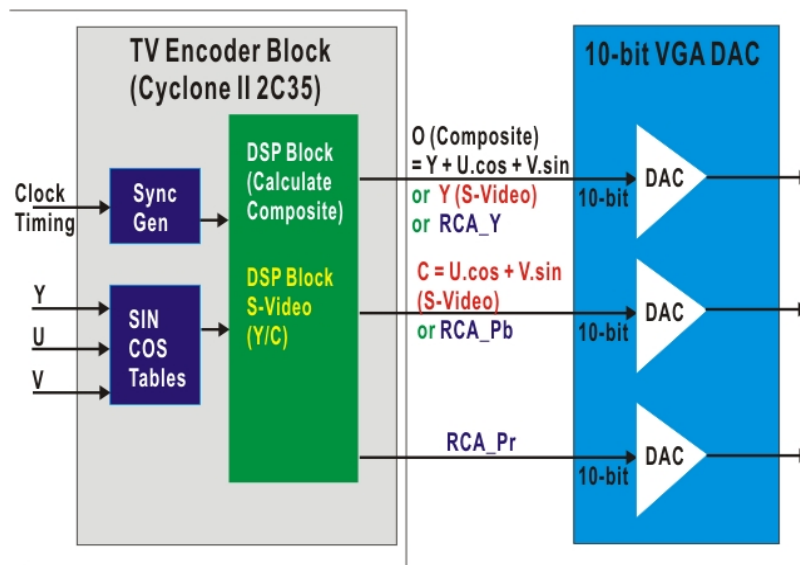 TV Encoder Block
(Cyclone II 2C35)
10-bit VGA DAC
Clock
Timing
Sync
Gen
DSP Block
(Calculate
Composite)
O (Composite)
= Y + U.cos + V.sin
or Y (S-Video)
or RCA_Y
10-bit
DAC
Y
U
V
SIN
COS
Tables
DSP Block
S-Video
(Y/C)
C = U.cos + V.sin
(S-Video)
or RCA_Pb
10-bit
DAC
RCA_Pr
10-bit
DAC